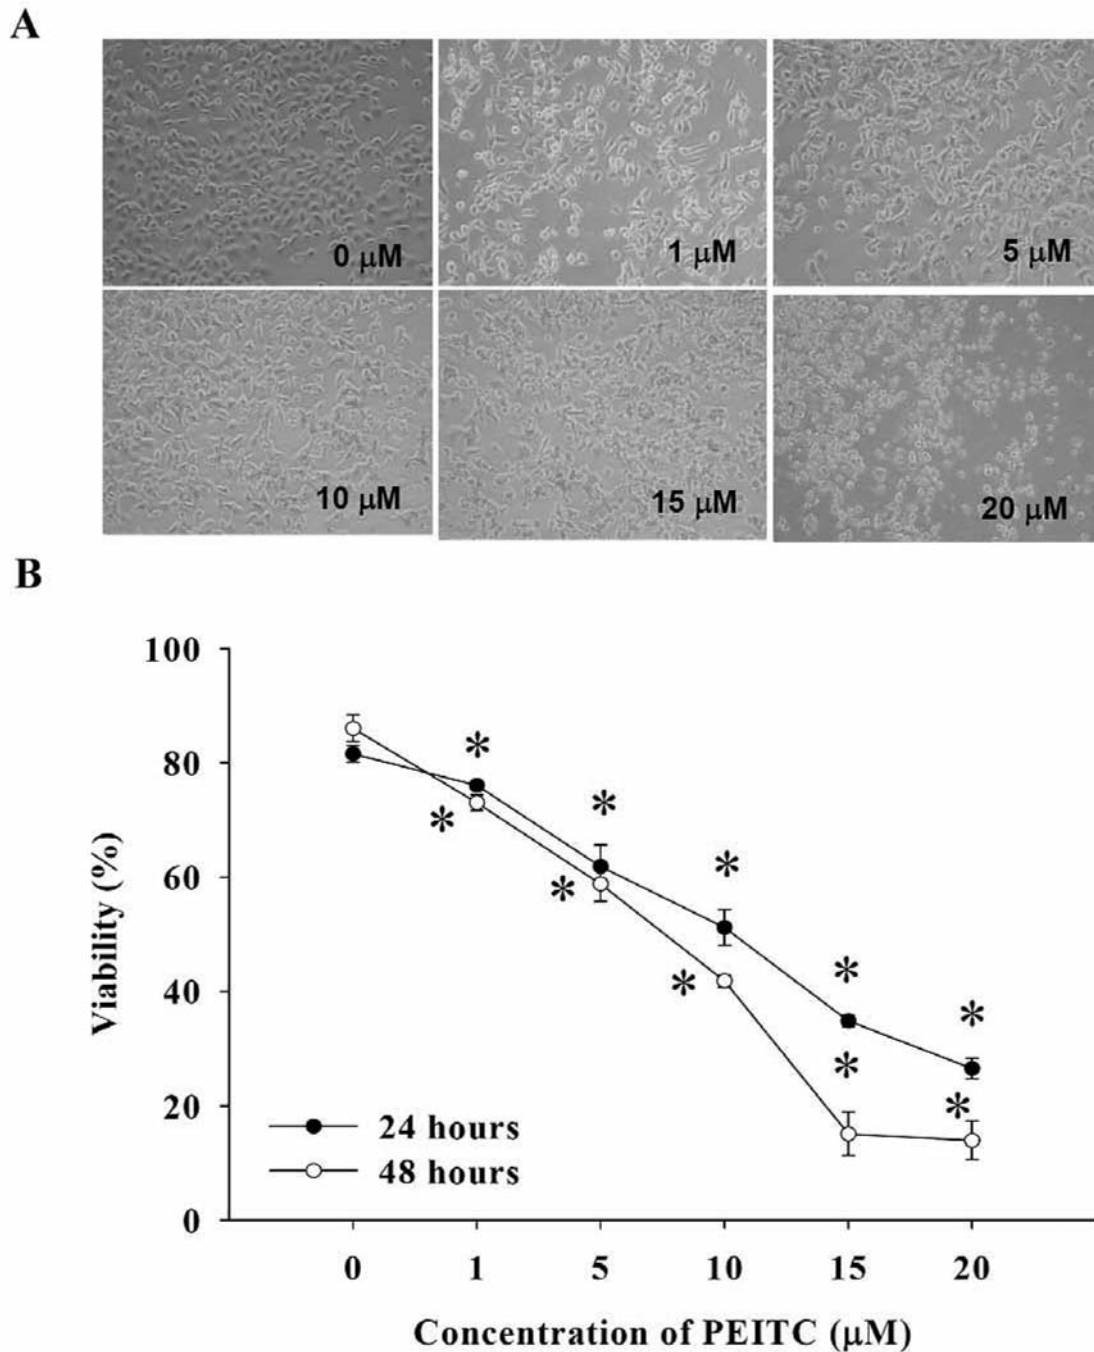 A
0 μM
1 μM
5 μM
10 μM
15 μM
20 μM
B
100
80
60
40
20
0
Viability (%)
*
*
*
*
*
*
*
*
*
*
24 hours
48 hours
0 1 5 10 15 20
Concentration of PEITC (μM)